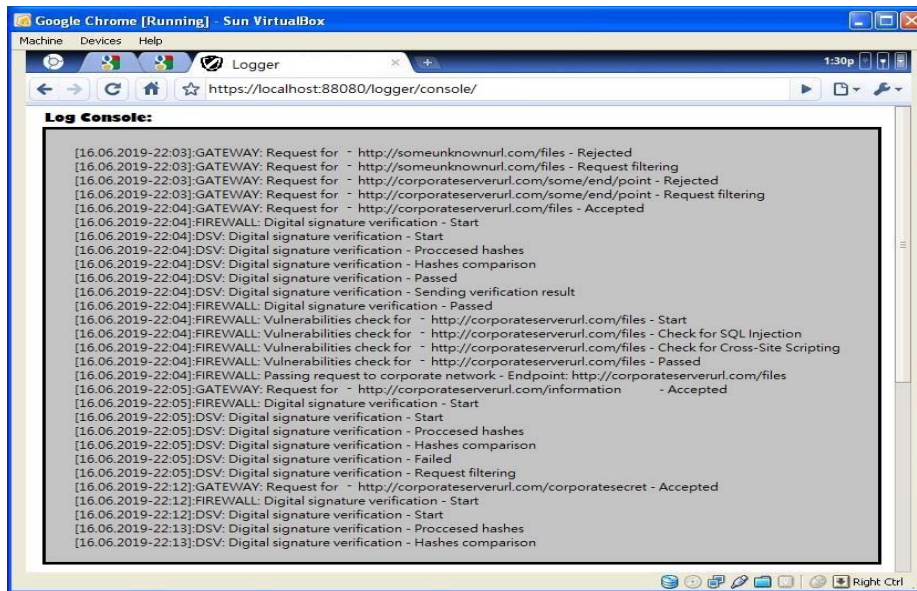 Google Chrome [Running] - Sun VirtualBox
Machine Devices Help
Logger
1:30p
https://localhost:88080/logger/console/
Log Console:
[16.06.2019-22:03]:GATEWAY: Request for - http://someunknownurl.com/files - Rejected
[16.06.2019-22:03]:GATEWAY: Request for - http://someunknownurl.com/files - Request filtering
[16.06.2019-22:03]:GATEWAY: Request for - http://corporateserverurl.com/some/end/point - Rejected
[16.06.2019-22:03]:GATEWAY: Request for - http://corporateserverurl.com/some/end/point - Request filtering
[16.06.2019-22:04]:GATEWAY: Request for - http://corporateserverurl.com/files - Accepted
[16.06.2019-22:04]:FIREWALL: Digital signature verification - Start
[16.06.2019-22:04]:DSV: Digital signature verification - Start
[16.06.2019-22:04]:DSV: Digital signature verification - Proccesed hashes
[16.06.2019-22:04]:DSV: Digital signature verification - Hashes comparison
[16.06.2019-22:04]:DSV: Digital signature verification - Passed
[16.06.2019-22:04]:DSV: Digital signature verification - Sending verification result
[16.06.2019-22:04]:FIREWALL: Digital signature verification - Passed
[16.06.2019-22:04]:FIREWALL: Vulnerabilities check for - http://corporateserverurl.com/files - Start
[16.06.2019-22:04]:FIREWALL: Vulnerabilities check for - http://corporateserverurl.com/files - Check for SQL Injection
[16.06.2019-22:04]:FIREWALL: Vulnerabilities check for - http://corporateserverurl.com/files - Check for Cross-Site Scripting
[16.06.2019-22:04]:FIREWALL: Vulnerabilities check for - http://corporateserverurl.com/files - Passed
[16.06.2019-22:04]:FIREWALL: Passing request to corporate network - Endpoint: http://corporateserverurl.com/files
[16.06.2019-22:05]:GATEWAY: Request for - http://corporateserverurl.com/information - Accepted
[16.06.2019-22:05]:FIREWALL: Digital signature verification - Start
[16.06.2019-22:05]:DSV: Digital signature verification - Start
[16.06.2019-22:05]:DSV: Digital signature verification - Proccesed hashes
[16.06.2019-22:05]:DSV: Digital signature verification - Hashes comparison
[16.06.2019-22:05]:DSV: Digital signature verification - Failed
[16.06.2019-22:05]:DSV: Digital signature verification - Request filtering
[16.06.2019-22:12]:GATEWAY: Request for - http://corporateserverurl.com/corporatesecret - Accepted
[16.06.2019-22:12]:FIREWALL: Digital signature verification - Start
[16.06.2019-22:12]:DSV: Digital signature verification - Start
[16.06.2019-22:13]:DSV: Digital signature verification - Proccesed hashes
[16.06.2019-22:13]:DSV: Digital signature verification - Hashes comparison
Right Ctrl